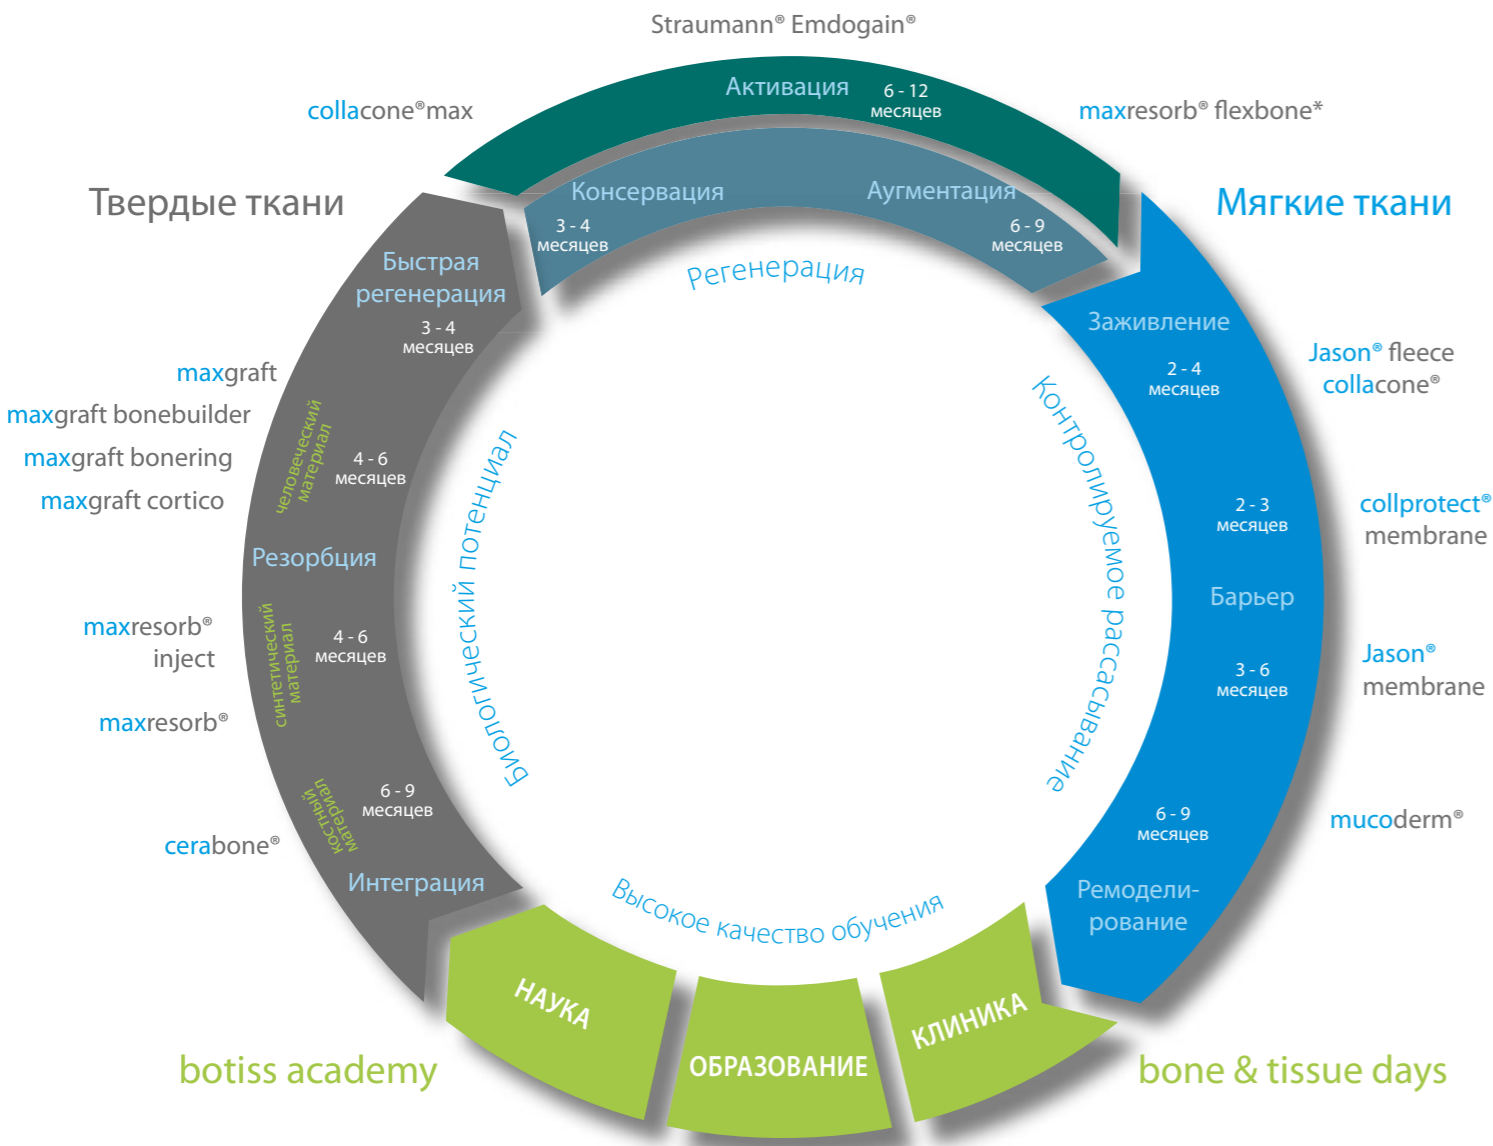 Straumann® Emdogain®
collacone®max
Активация
6 - 12
месяцев
maxresorb® flexbone*
Твердые ткани
Консервация
3 - 4
месяцев
Аугментация
6 - 9
месяцев
Мягкие ткани
Регенерация
Быстрая
регенерация
3 - 4
месяцев
maxgraft
maxgraft bonebuilder
maxgraft bonering
maxgraft cortico
человеческий
материал
4 - 6
месяцев
Резорбция
maxresorb®
inject
синтетический
материал
4 - 6
месяцев
maxresorb®
cerabone®
костный
материал
6 - 9
месяцев
Интеграция
Биологический потенциал
Контролируемое рассасывание
Заживление
2 - 4
месяцев
Jason® fleece
collacone®
2 - 3
месяцев
collprotect®
membrane
Барьер
3 - 6
месяцев
Jason®
membrane
6 - 9
месяцев
mucoderm®
Ремодели-
рование
Высокое качество обучения
НАУКА
ОБРАЗОВАНИЕ
КЛИНИКА
botiss academy
bone & tissue days